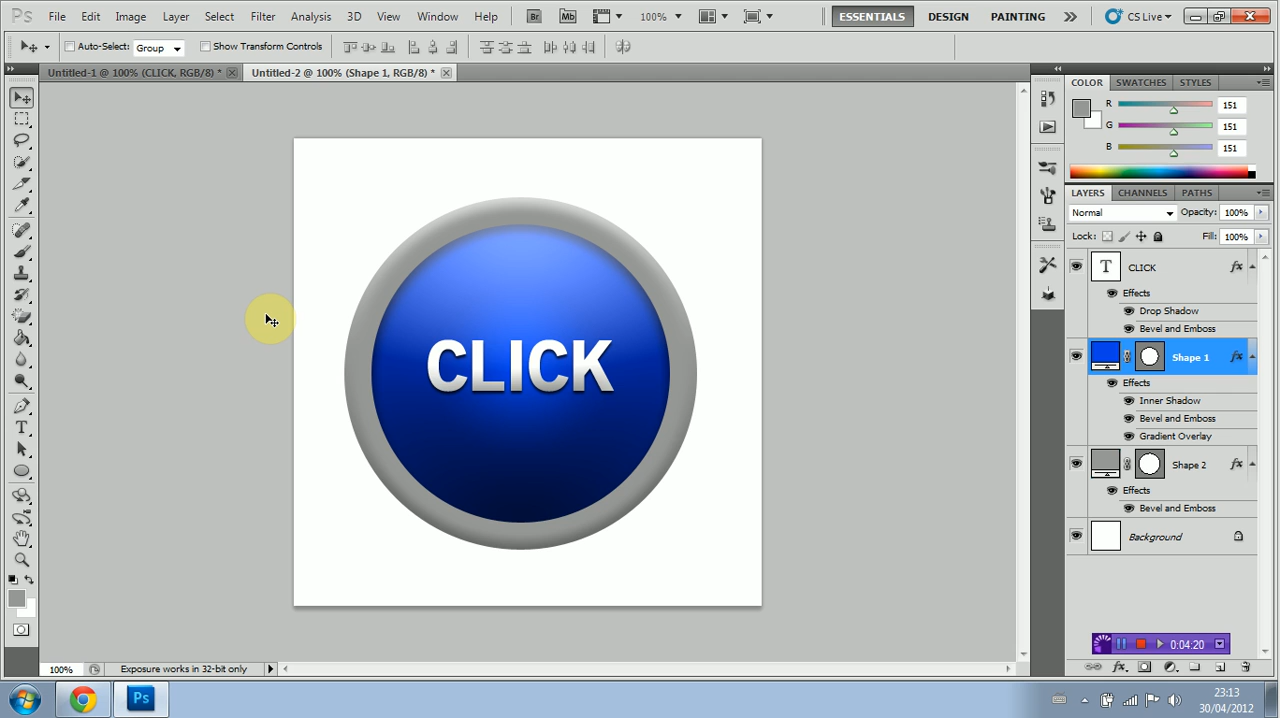 Ps File Edit Image Layer Select Filter Analysis 3D View Window Help Br Mb 100% ESSENTIALS DESIGN PAINTING CS Live
Auto-Select: Group Show Transform Controls
Untitled-1 @ 100% (CLICK, RGB/8) * Untitled-2 @ 100% (Shape 1, RGB/8) *
COLOR SWATCHES STYLES
R 151
G 151
B 151
LAYERS CHANNELS PATHS
Normal Opacity: 100%
Lock: Fill: 100%
T CLICK fx
Effects
Drop Shadow
Bevel and Emboss
Shape 1 fx
Effects
Inner Shadow
Bevel and Emboss
Gradient Overlay
Shape 2 fx
Effects
Bevel and Emboss
Background
CLICK
0:04:20
100% Exposure works in 32-bit only
Ps
23:13
30/04/2012